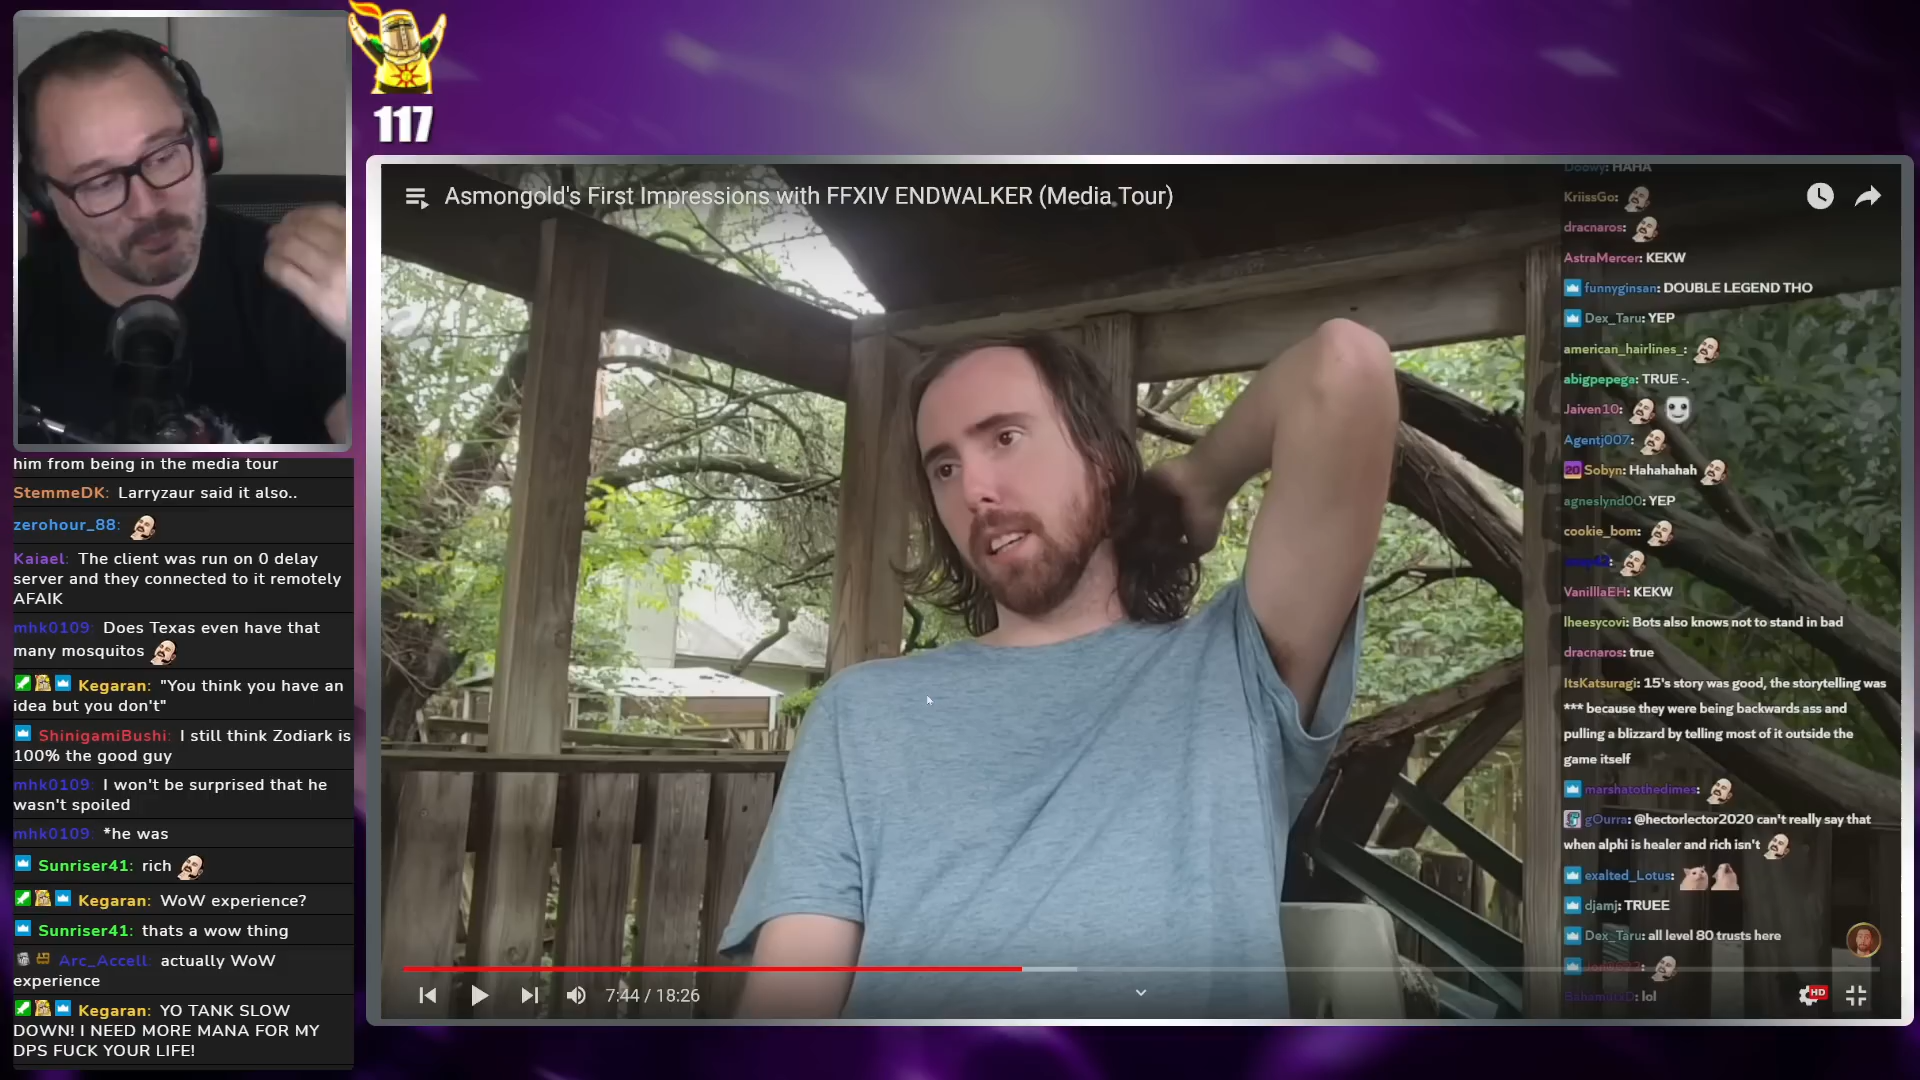 117
Asmongold's First Impressions with FFXIV ENDWALKER (Media Tour)
him from being in the media tour
StemmeDK: Larryzaur said it also..
zerohour_88:
Kaiael: The client was run on 0 delay
server and they connected to it remotely
AFAIK
mhk0109: Does Texas even have that
many mosquitos
Kegaran: "You think you have an
idea but you don't"
ShinigamiBushi: I still think Zodiark is
100% the good guy
mhk0109: I won't be surprised that he
wasn't spoiled
mhk0109: *he was
Sunriser41: rich
Kegaran: WoW experience?
Sunriser41: thats a wow thing
Arc_Accell: actually WoW
experience
Kegaran: YO TANK SLOW
DOWN! I NEED MORE MANA FOR MY
DPS FUCK YOUR LIFE!
Doowy: HAHA
KriissGo:
dracnaros:
AstraMercer: KEKW
funnyginsan: DOUBLE LEGEND THO
Dex_Taru: YEP
american_hairlines_:
abigpepega: TRUE -.
Jaiven10:
Agentj007:
20 Sobyn: Hahahahah
agneslynd00: YEP
cookie_bom:
VanilllaEH: KEKW
lheesycovi: Bots also knows not to stand in bad
dracnaros: true
ItsKatsuragi: 15's story was good, the storytelling was
*** because they were being backwards ass and
pulling a blizzard by telling most of it outside the
game itself
marshatothedimes:
gOurra: @hectorlector2020 can't really say that
when alphi is healer and rich isn't
exalted_Lotus:
djamj: TRUEE
Dex_Taru: all level 80 trusts here
BahamutxD: lol
7:44 / 18:26
HD